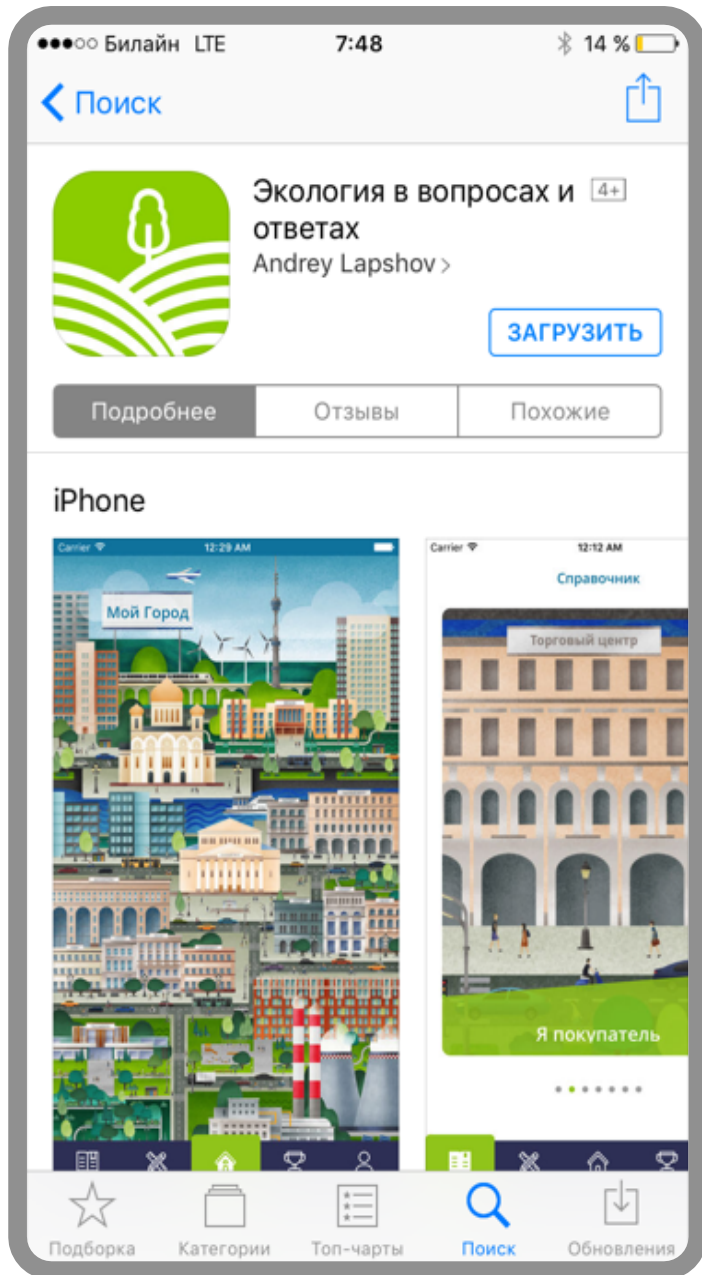 Билайн LTE 7:48 14 %
Поиск
Экология в вопросах и 4+
ответах
Andrey Lapshov >
ЗАГРУЗИТЬ
Подробнее Отзывы Похожие
iPhone
Carrier 12:29 AM
Мой Город
Carrier 12:12 AM
Справочник
Торговый центр
Я покупатель
Подборка Категории Топ-чарты Поиск Обновления